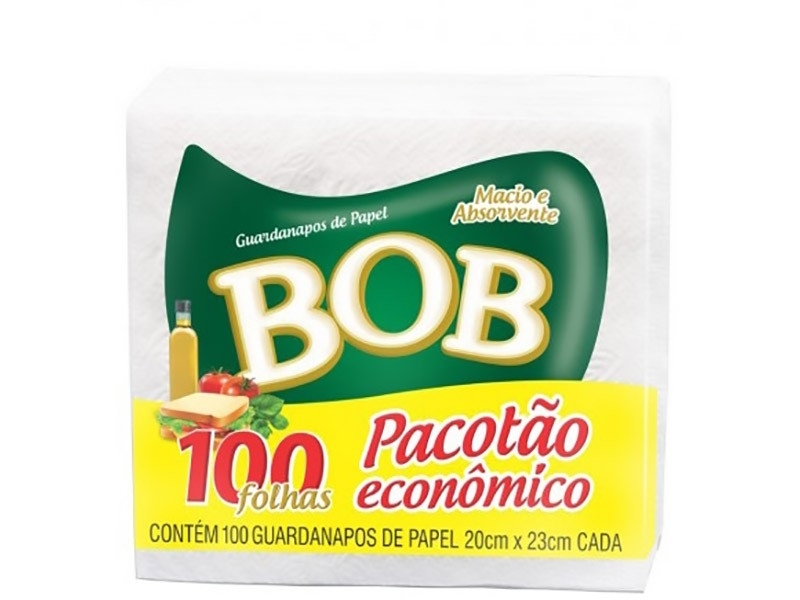 Guardanapos de Papel
Macio e
Absorvente
BOB
100
folhas
Pacotão
econômico
CONTÉM 100 GUARDANAPOS DE PAPEL 20cm x 23cm CADA